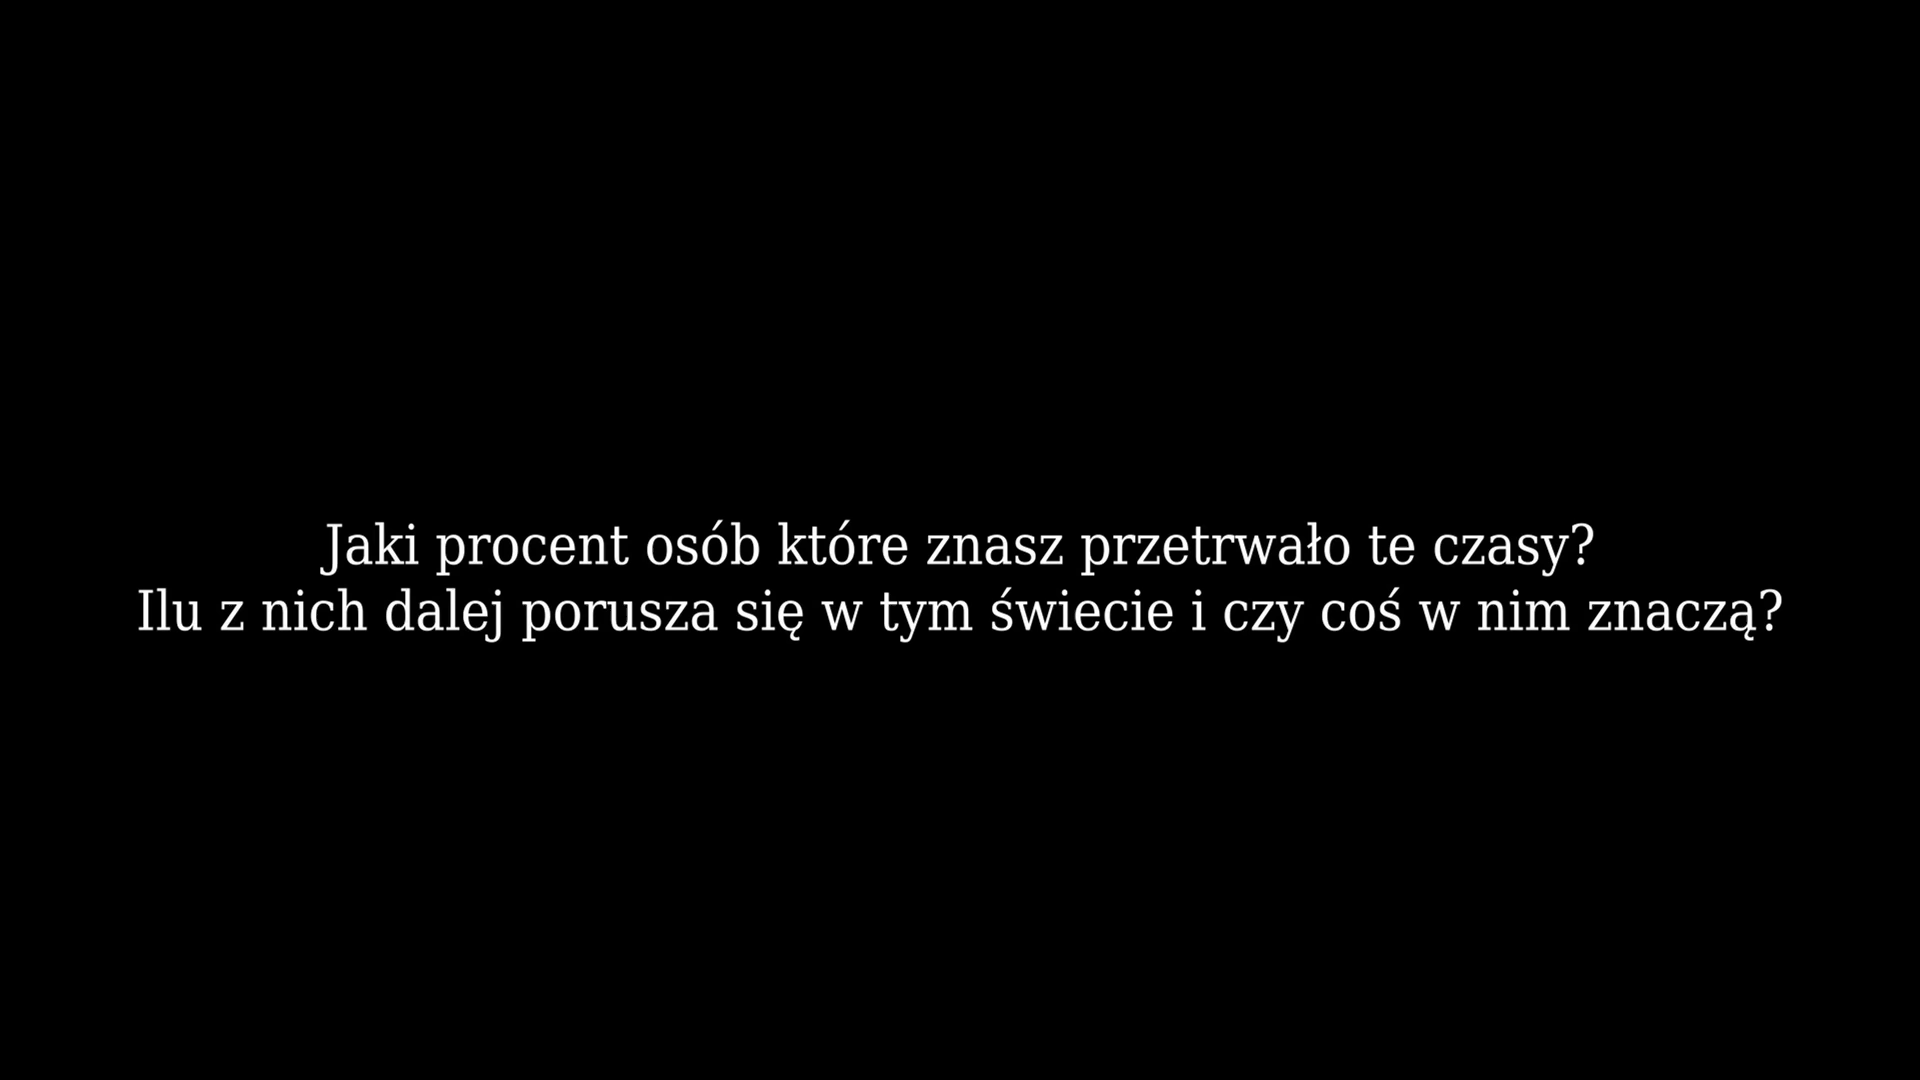 Jaki procent osób które znasz przetrwało te czasy?
Ilu z nich dalej porusza się w tym świecie i czy coś w nim znaczą?